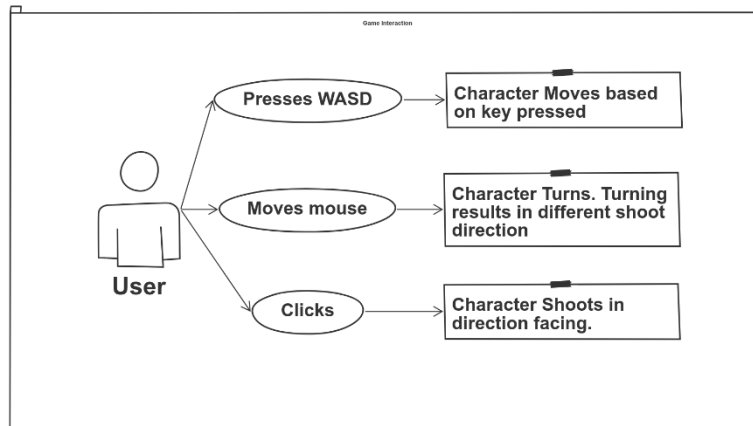 Game Interaction
Presses WASD
Character Moves based
on key pressed
Moves mouse
Character Turns. Turning
results in different shoot
direction
User
Clicks
Character Shoots in
direction facing.